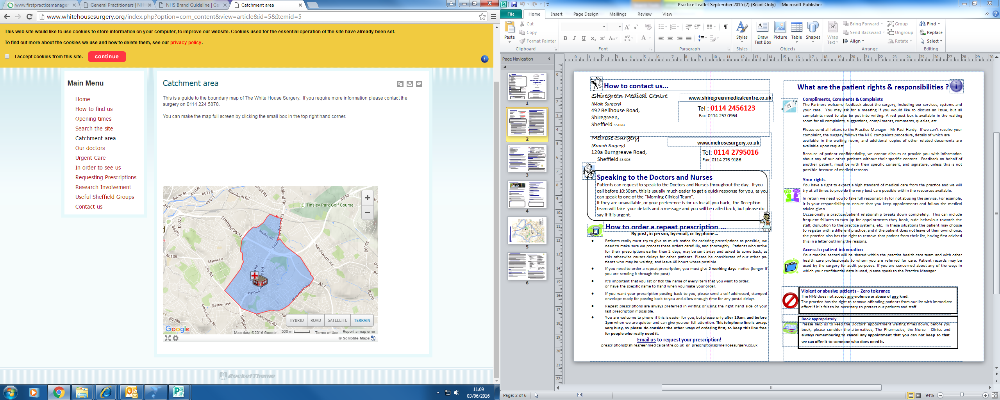 www.firstpracticemanager
General Practitioners | NH
NHS Brand Guideline | Ge
Catchment area
www.whitehousesurgery.org/index.php?option=com_content&view=article&id=5&Itemid=5
This web site would like to use cookies to store information on your computer, to improve our website. Cookies used for the essential operation of the site have already been set.
To find out more about the cookies we use and how to delete them, see our privacy policy.
I accept cookies from this site.
continue
Main Menu
Home
How to find us
Opening times
Search the site
Catchment area
Our doctors
Urgent Care
In order to see us
Requesting Prescriptions
Research Involvement
Useful Sheffield Groups
Contact us
Catchment area
This is a guide to the boundary map of The White House Surgery. If you require more information please contact the
surgery on 0114 224 5878.
You can make the map full screen by clicking the small box in the top right hand corner.
Savile St
A6109
A6178
B6071
Staniforth Rd
A630
Tinsley Park Golf Course
A61
B6077
B6070
Sheffield Pkwy
Mather Rd
Prince of Wales Rd
Handsworth Rd
B6066
A6135
Manor Ln
City Rd
A57
Richmond Rd
Eastern Ave
Arbourthorne Rd
B6388
Ridgew
Mansfield Rd
B6066
HYBRID
ROAD
SATELLITE
TERRAIN
Google
Map data ©2016 Google
500 m
Terms of Use
Report a map error
© Scribble Maps
RocketTheme
11:09
03/06/2016
Practice Leaflet September 2015 (2) (Read-Only) - Microsoft Publisher
File
Home
Insert
Page Design
Mailings
Review
View
Paste
Cut
Copy
Format Painter
Clipboard
Font
Paragraph
Styles
Styles
Draw
Text Box
Picture
Table
Shapes
Objects
Wrap
Text
Bring Forward
Send Backward
Align
Group
Ungroup
Rotate
Arrange
Find
Replace
Select
Editing
Page Navigation
1
2
3
4
5
6
How to contact us...
Shiregreen Medical Centre
(Main Surgery)
492 Bellhouse Road,
Shiregreen,
Sheffield S5 0RG
www.shiregreenmedicalcentre.co.uk
Tel : 0114 2456123
Fax: 0114 257 0964
Melrose Surgery
(Branch Surgery)
120a Burngreave Road,
Sheffield S3 9DE
www.melrosesurgery.co.uk
Tel: 0114 2795016
Fax: 0114 276 9186
Speaking to the Doctors and Nurses
Patients can request to speak to the Doctors and Nurses throughout the day. If you
call before 10:30am, this is usually much easier to get a quick response for you, as you
can speak to one of the “Morning Clinical Team”.
If they are unavailable, or your preference is for us to call you back, the Reception
team will take your details and a message and you will be called back, but please do
say if it is urgent.
How to order a repeat prescription ...
By post, in person, by email, or by phone...
Patients really must try to give as much notice for ordering prescriptions as possible, we
need to make sure we process these orders carefully, and thoroughly. Patients who arrive
for their prescriptions earlier than 2 days, may be sent away and asked to come back, as
this otherwise causes delays for other patients. Please be considerate of our other pa-
tients who may be waiting, and leave 48 hours where possible..
If you need to order a repeat prescription, you must give 2 working days notice (longer if
you are sending it through the post)
It's important that you list or tick the name of every item that you want to order,
or have the specific name to hand when you make your order.
If you want your prescription posting back to you, please send a self addressed, stamped
envelope ready for posting back to you and allow enough time for any postal delays.
Repeat prescriptions are always preferred in writing or using the right hand side of your
last prescription if possible.
You are welcome to phone if this is easier for you, but please only after 10am, and before
1pm when we are quieter and can give you our full attention. This telephone line is aways
very busy, so please do consider the other ways of ordering first, to keep this line free
for people who really need it.
Email us to request your prescription!
prescriptions@shiregreenmedicalcentre.co.uk or prescriptions@melrosesurgery.co.uk
What are the patient rights & responsibilities ?
Compliments, Comments & Complaints
The Partners welcome feedback about the surgery, including our services, systems and
your care. You may ask for a meeting if you would like to discuss an issue, but all
complaints need to also be put into writing. A red post box is available in the waiting
room for all complaints, suggestions, compliments, comments, queries, etc.
Please send all letters to the Practice Manager - Mr Paul Hardy. If we can't resolve your
complaint, the surgery follows the NHS complaints procedure, details of which are
available in the waiting room, and additional copies of other related documents are
available upon request.
Because of patient confidentiality, we cannot discuss or provide you with information
about any of our other patients without their specific consent. Feedback on behalf of
another patient, must be with their specific consent, and signature, unless this is not
possible because of medical reasons.
Your rights
You have a right to expect a high standard of medical care from the practice and we will
try at all times to provide the very best care possible within the resources available.
YES
NO
In return we need you to take full responsibility for not abusing the service. For example,
it is your responsibility to ensure that you keep appointments and follow the medical
advice given.
Occasionally a practice/patient relationship breaks down completely. This can include
frequent failures to turn up for appointments they book, rude behaviour towards the
staff, disruption to the practice systems, etc. In these situations the patient may choose
to register with a different practice, and if the patient does not leave of their own choice,
the practice also has the right to remove that patient from their list, having first advised
this in a letter outlining the reasons.
Access to patient information
Your medical record will be shared within the practice health care team and with other
health care professionals to whom you are referred for care. Patient records may be
used by the surgery for audit purposes. If you are concerned about any of the ways in
which your confidential data is used, please speak to the Practice Manager.
Violent or abusive patients– Zero tolerance
The NHS does not accept any violence or abuse of any kind.
The practice has the right to remove offending patients from our list with immediate
effect if it is felt to be necessary to protect our patients and staff.
Book appropriately
Please help us to keep the Doctors' appointment waiting times down, before you
book, please consider the alternatives; The Pharmacies, the Nurse Clinics and
always remembering to cancel any appointment that you can not keep so that
we can offer it to someone who does need it.
Page: 2 of 6
94%